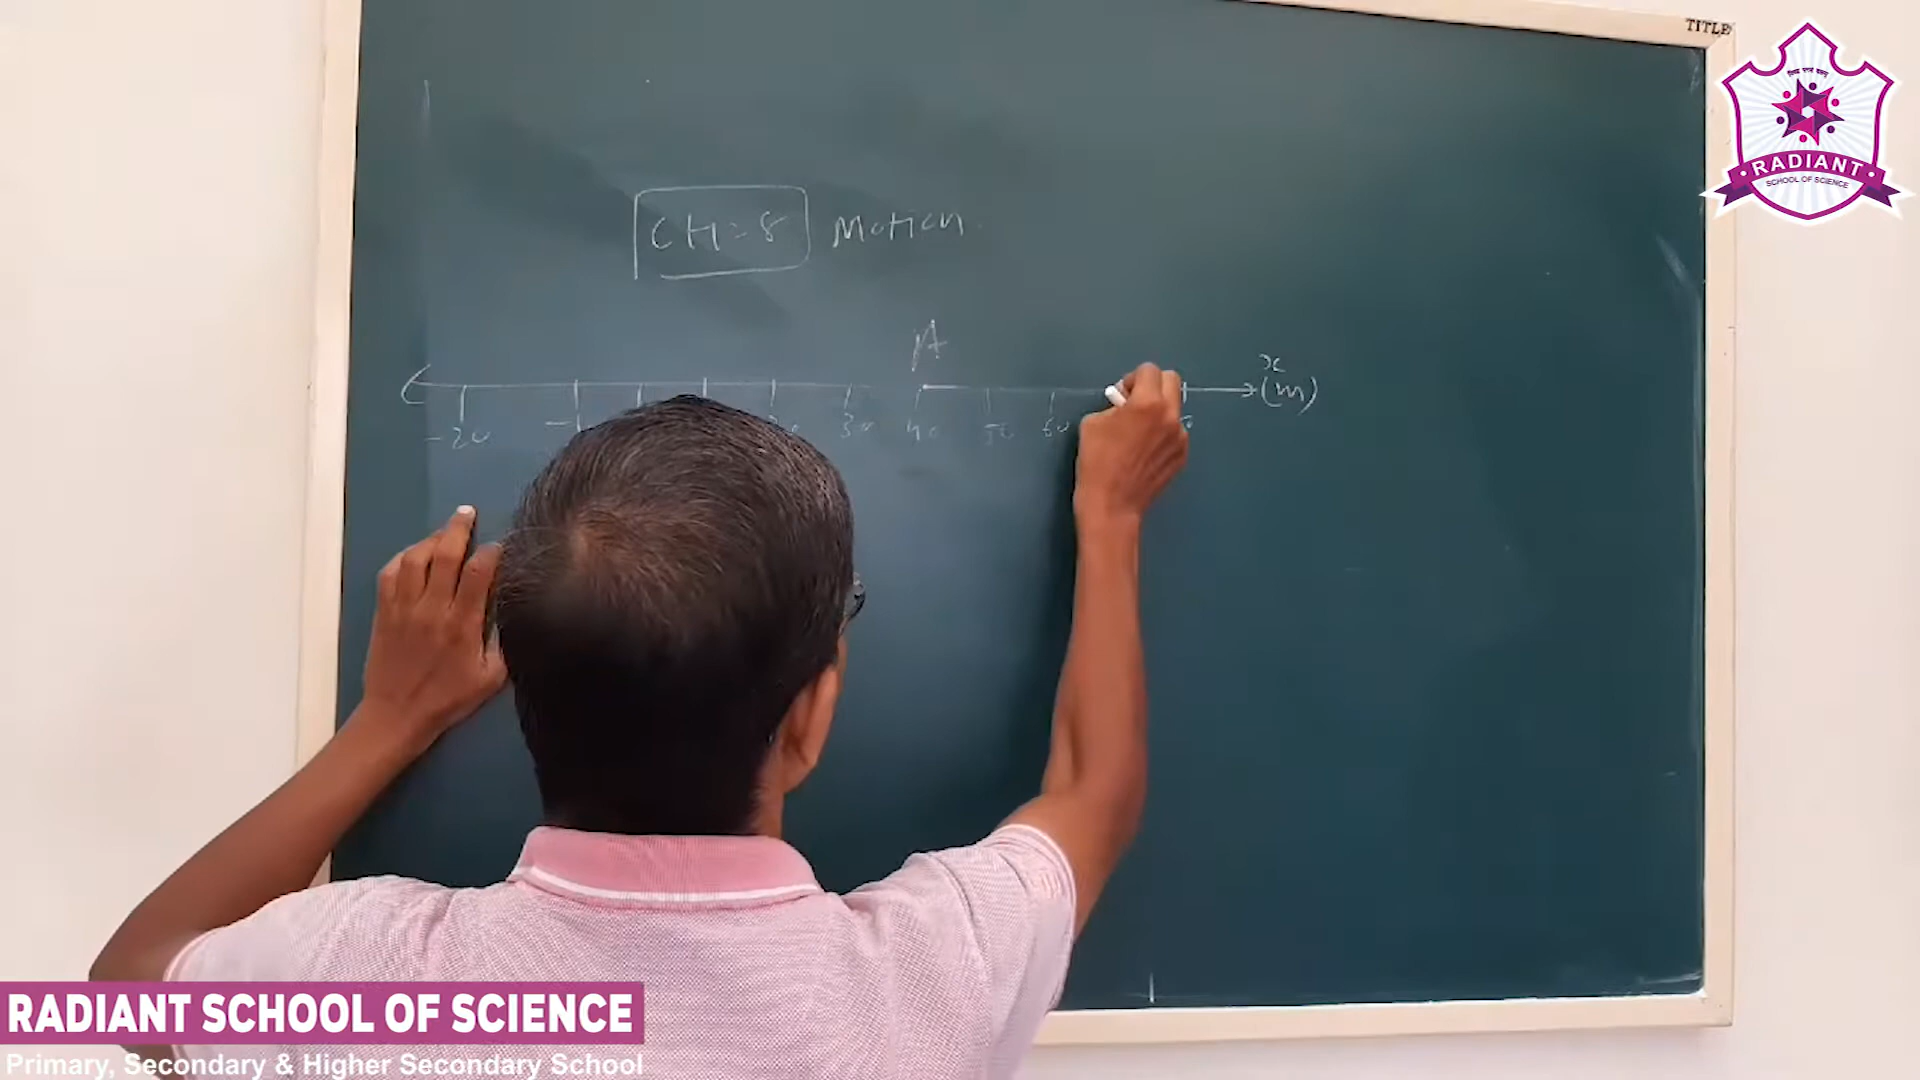 TITLE
RADIANT
SCHOOL OF SCIENCE
CH=8 Motion.
A
x
(m)
-20 30 40 50 60
RADIANT SCHOOL OF SCIENCE
Primary, Secondary & Higher Secondary School